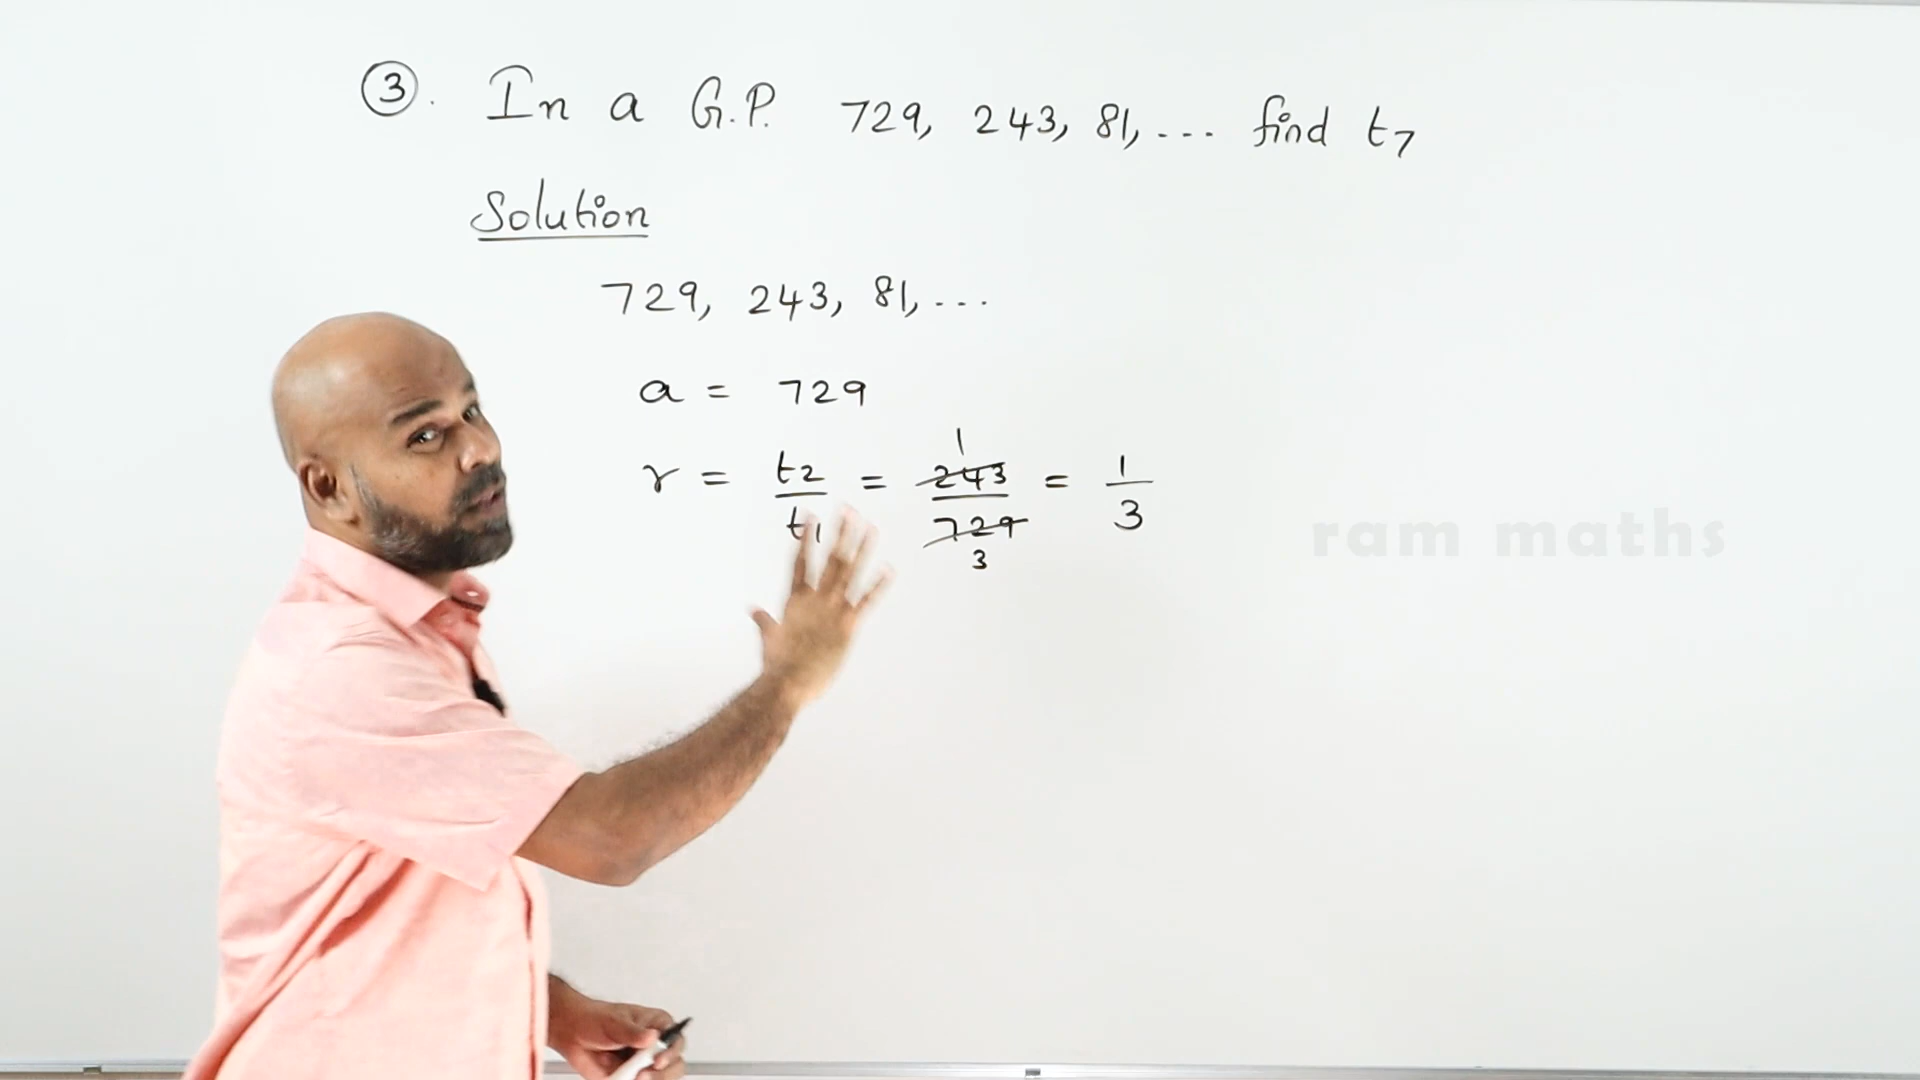 ③. In a G.P. 729, 243, 81, ... find t₇
Solution
729, 243, 81, ...
a = 729
r = t2/t1 = 243/729 = 1/3
1
3
ram maths